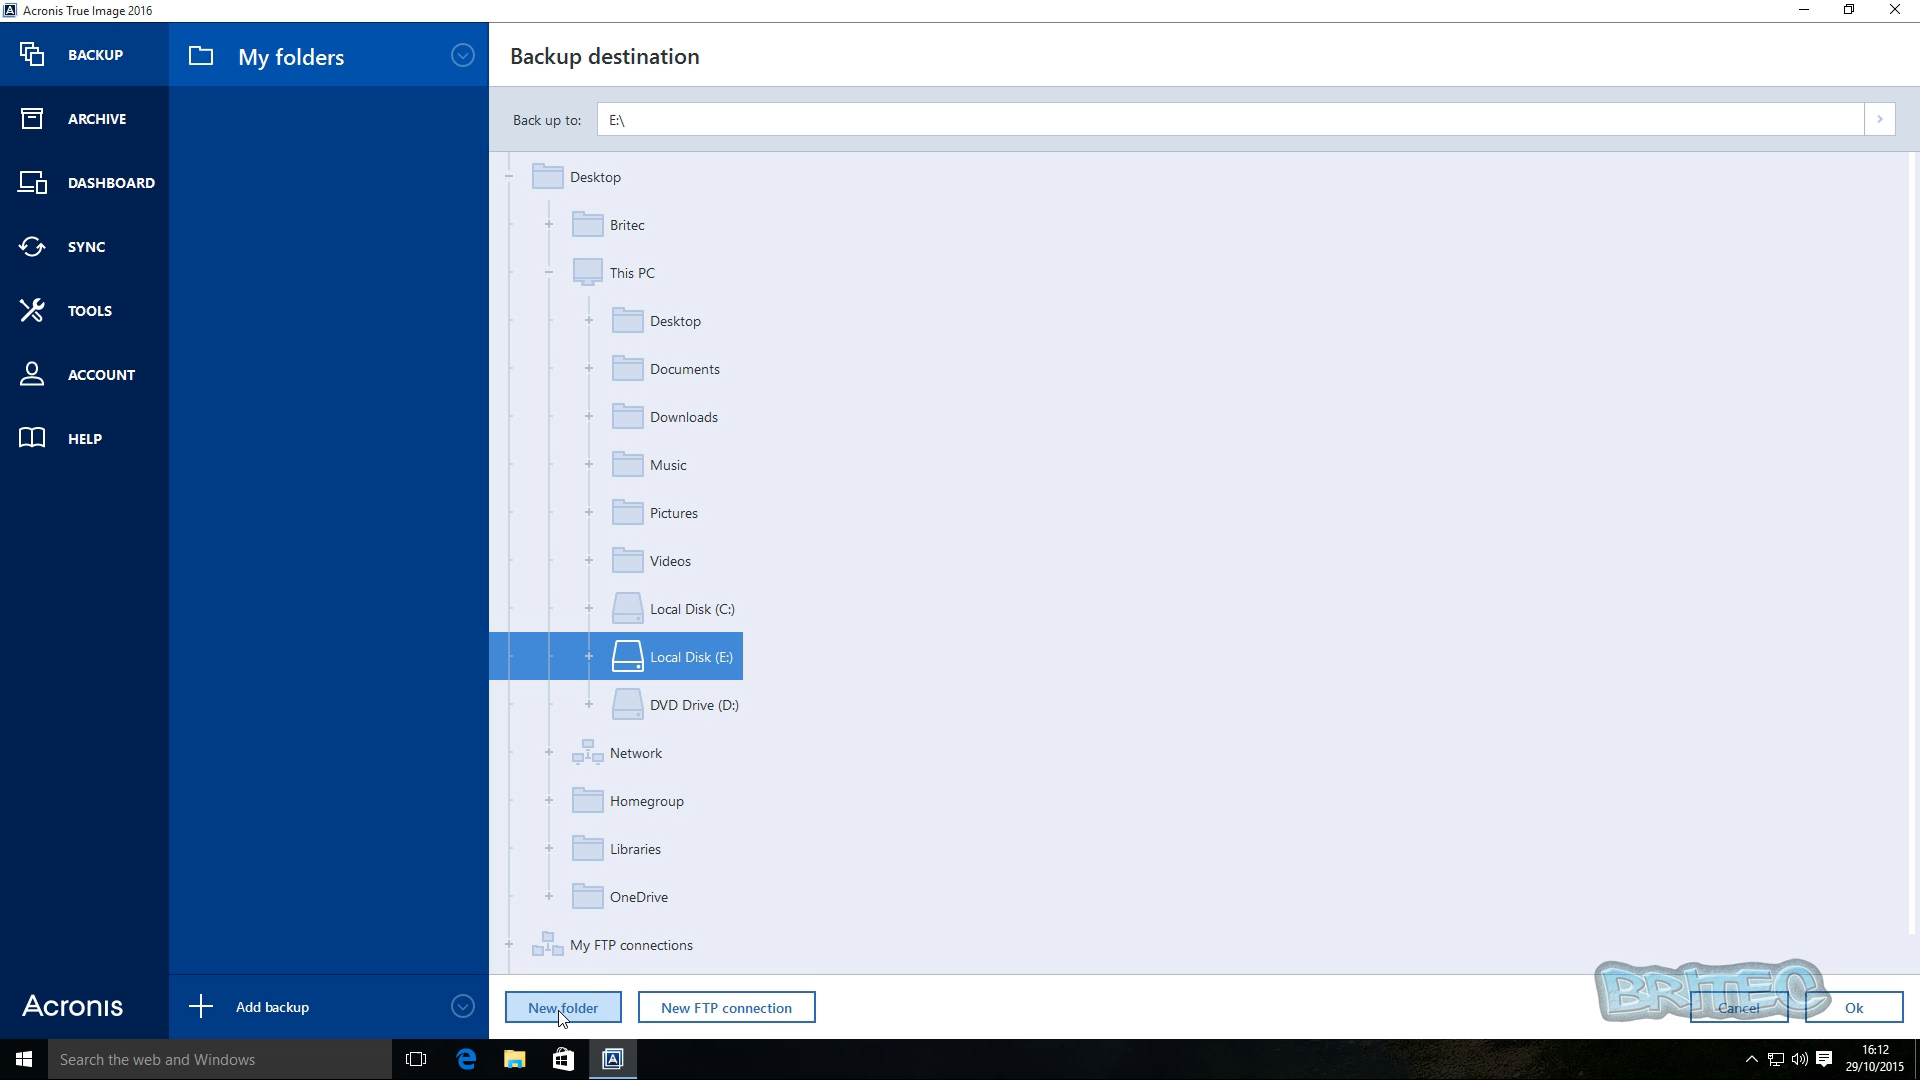 Acronis True Image 2016
BACKUP
ARCHIVE
DASHBOARD
SYNC
TOOLS
ACCOUNT
HELP
Acronis
My folders
Add backup
Backup destination
Back up to: E:\
Desktop
Britec
This PC
Desktop
Documents
Downloads
Music
Pictures
Videos
Local Disk (C:)
Local Disk (E:)
DVD Drive (D:)
Network
Homegroup
Libraries
OneDrive
My FTP connections
New folder
New FTP connection
BRITEC
Cancel
Ok
Search the web and Windows
16:12
29/10/2015